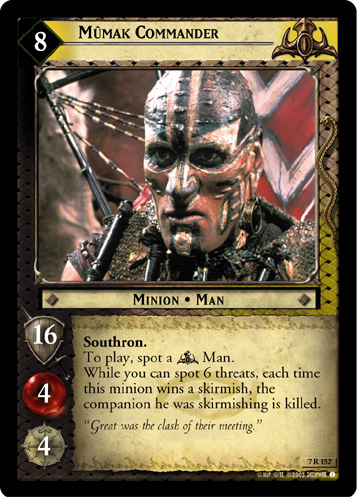 8 MÛMAK COMMANDER
MINION • MAN
16
4
4
Southron.
To play, spot a Man.
While you can spot 6 threats, each time
this minion wins a skirmish, the
companion he was skirmishing is killed.
"Great was the clash of their meeting."
7 R 152